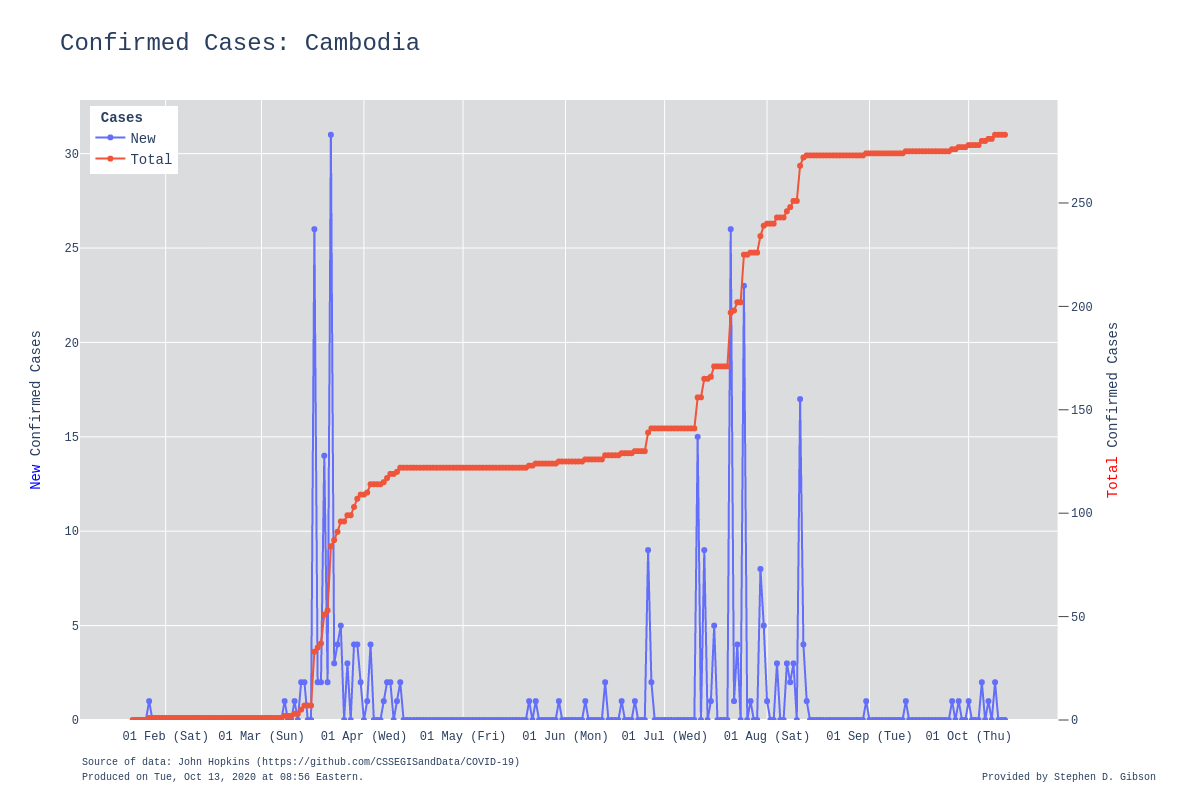 Confirmed Cases: Cambodia
Cases
New
Total
30
25
20
15
10
5
0
250
200
150
100
50
0
New Confirmed Cases
Total Confirmed Cases
01 Feb (Sat) 01 Mar (Sun) 01 Apr (Wed) 01 May (Fri) 01 Jun (Mon) 01 Jul (Wed) 01 Aug (Sat) 01 Sep (Tue) 01 Oct (Thu)
Source of data: John Hopkins (https://github.com/CSSEGISandData/COVID-19)
Produced on Tue, Oct 13, 2020 at 08:56 Eastern.
Provided by Stephen D. Gibson